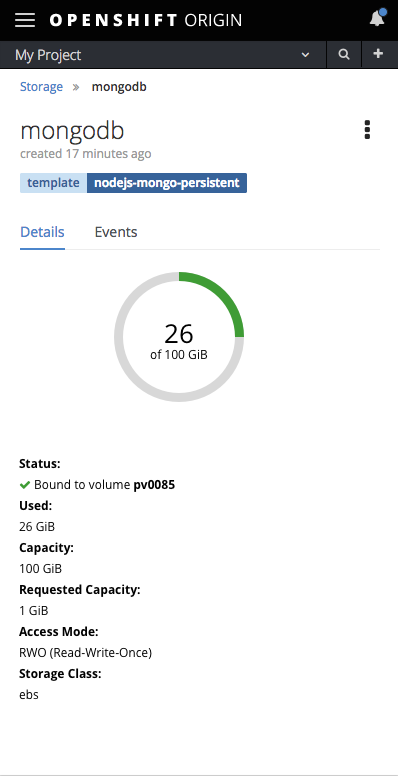 OPENSHIFT ORIGIN
My Project
Storage » mongodb
mongodb
created 17 minutes ago
template nodejs-mongo-persistent
Details Events
26
of 100 GiB
Status:
Bound to volume pv0085
Used:
26 GiB
Capacity:
100 GiB
Requested Capacity:
1 GiB
Access Mode:
RWO (Read-Write-Once)
Storage Class:
ebs